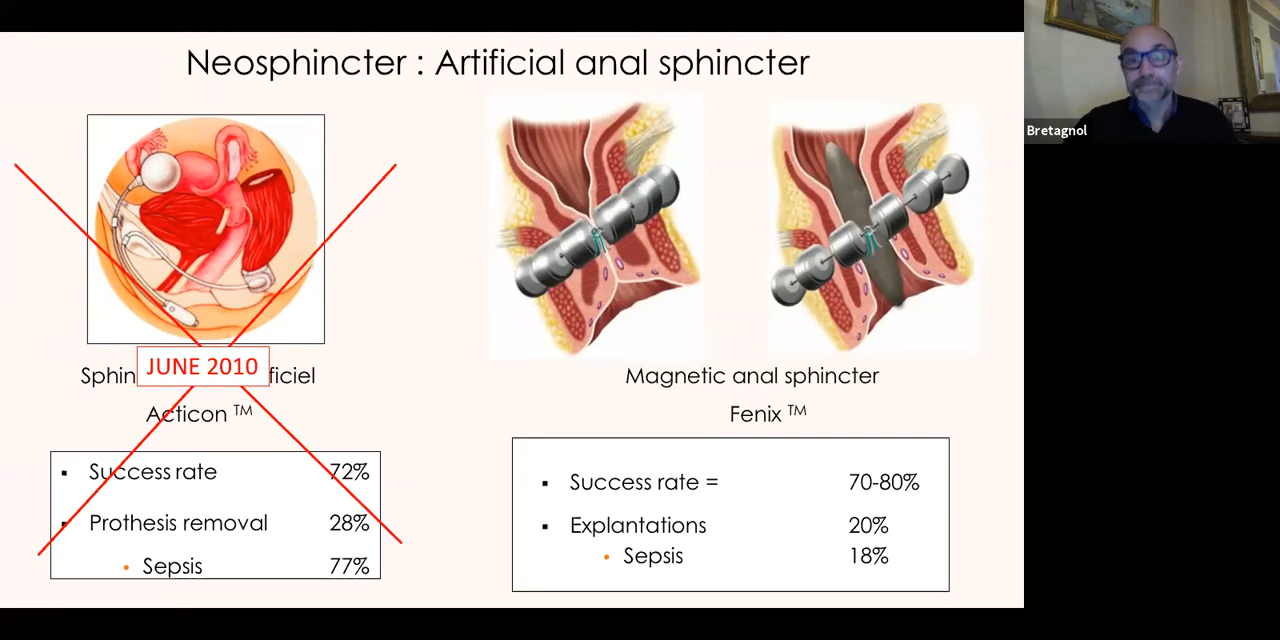 Neosphincter : Artificial anal sphincter
Bretagnol
JUNE 2010
Sphin ficiel
Acticon TM
▪ Success rate 72%
▪ Prothesis removal 28%
• Sepsis 77%
Magnetic anal sphincter
Fenix TM
▪ Success rate = 70-80%
▪ Explantations 20%
• Sepsis 18%